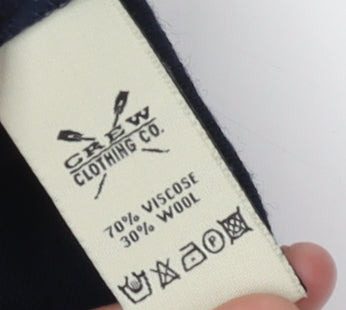 CREW
CLOTHING CO.
70% VISCOSE
30% WOOL
P